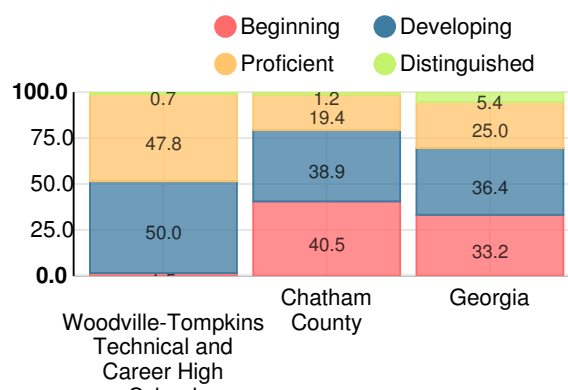 Beginning
Developing
Proficient
Distinguished
100.0
75.0
50.0
25.0
0.0
0.7
47.8
50.0
1.2
19.4
38.9
40.5
5.4
25.0
36.4
33.2
Woodville-Tompkins
Technical and
Career High
Chatham
County
Georgia